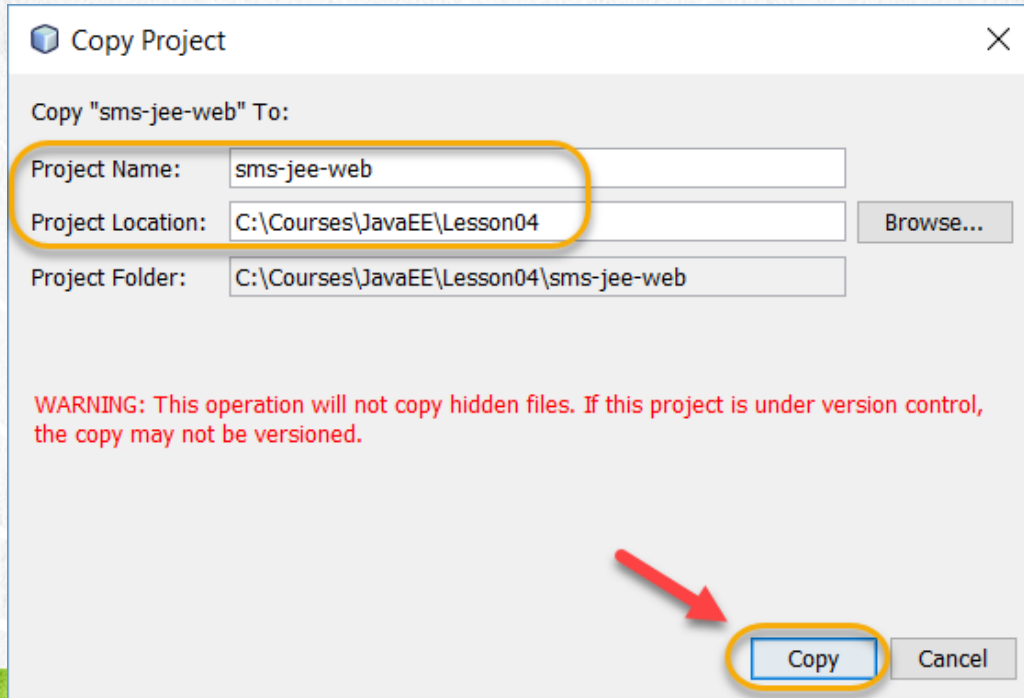 Copy Project
Copy "sms-jee-web" To:
Project Name: sms-jee-web
Project Location: C:\Courses\JavaEE\Lesson04 Browse...
Project Folder: C:\Courses\JavaEE\Lesson04\sms-jee-web
WARNING: This operation will not copy hidden files. If this project is under version control,
the copy may not be versioned.
Copy Cancel